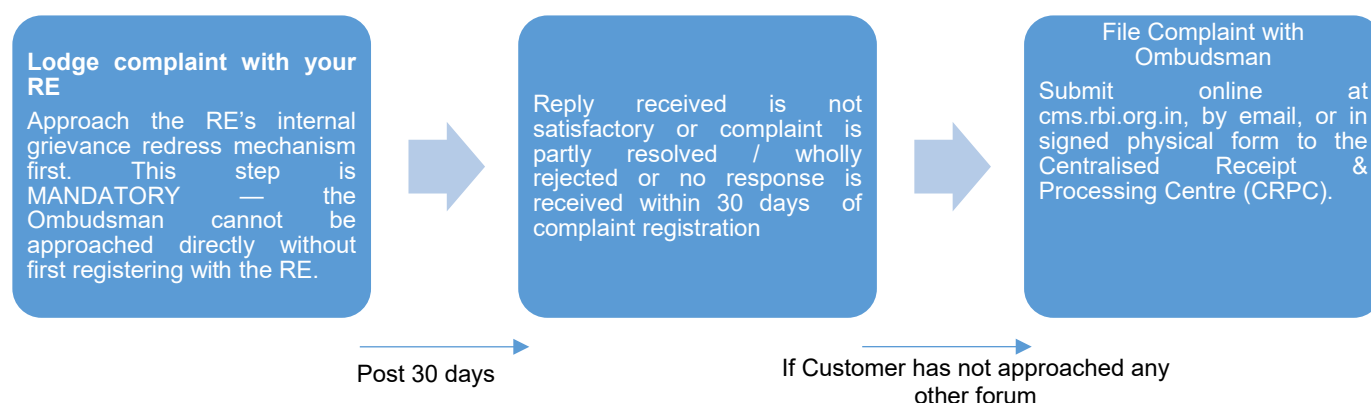 Lodge complaint with your
RE
Approach the RE’s internal
grievance redress mechanism
first. This step is
MANDATORY — the
Ombudsman cannot be
approached directly without
first registering with the RE.
Reply received is not
satisfactory or complaint is
partly resolved / wholly
rejected or no response is
received within 30 days of
complaint registration
File Complaint with
Ombudsman
Submit online at
cms.rbi.org.in, by email, or in
signed physical form to the
Centralised Receipt &
Processing Centre (CRPC).
Post 30 days
If Customer has not approached any
other forum